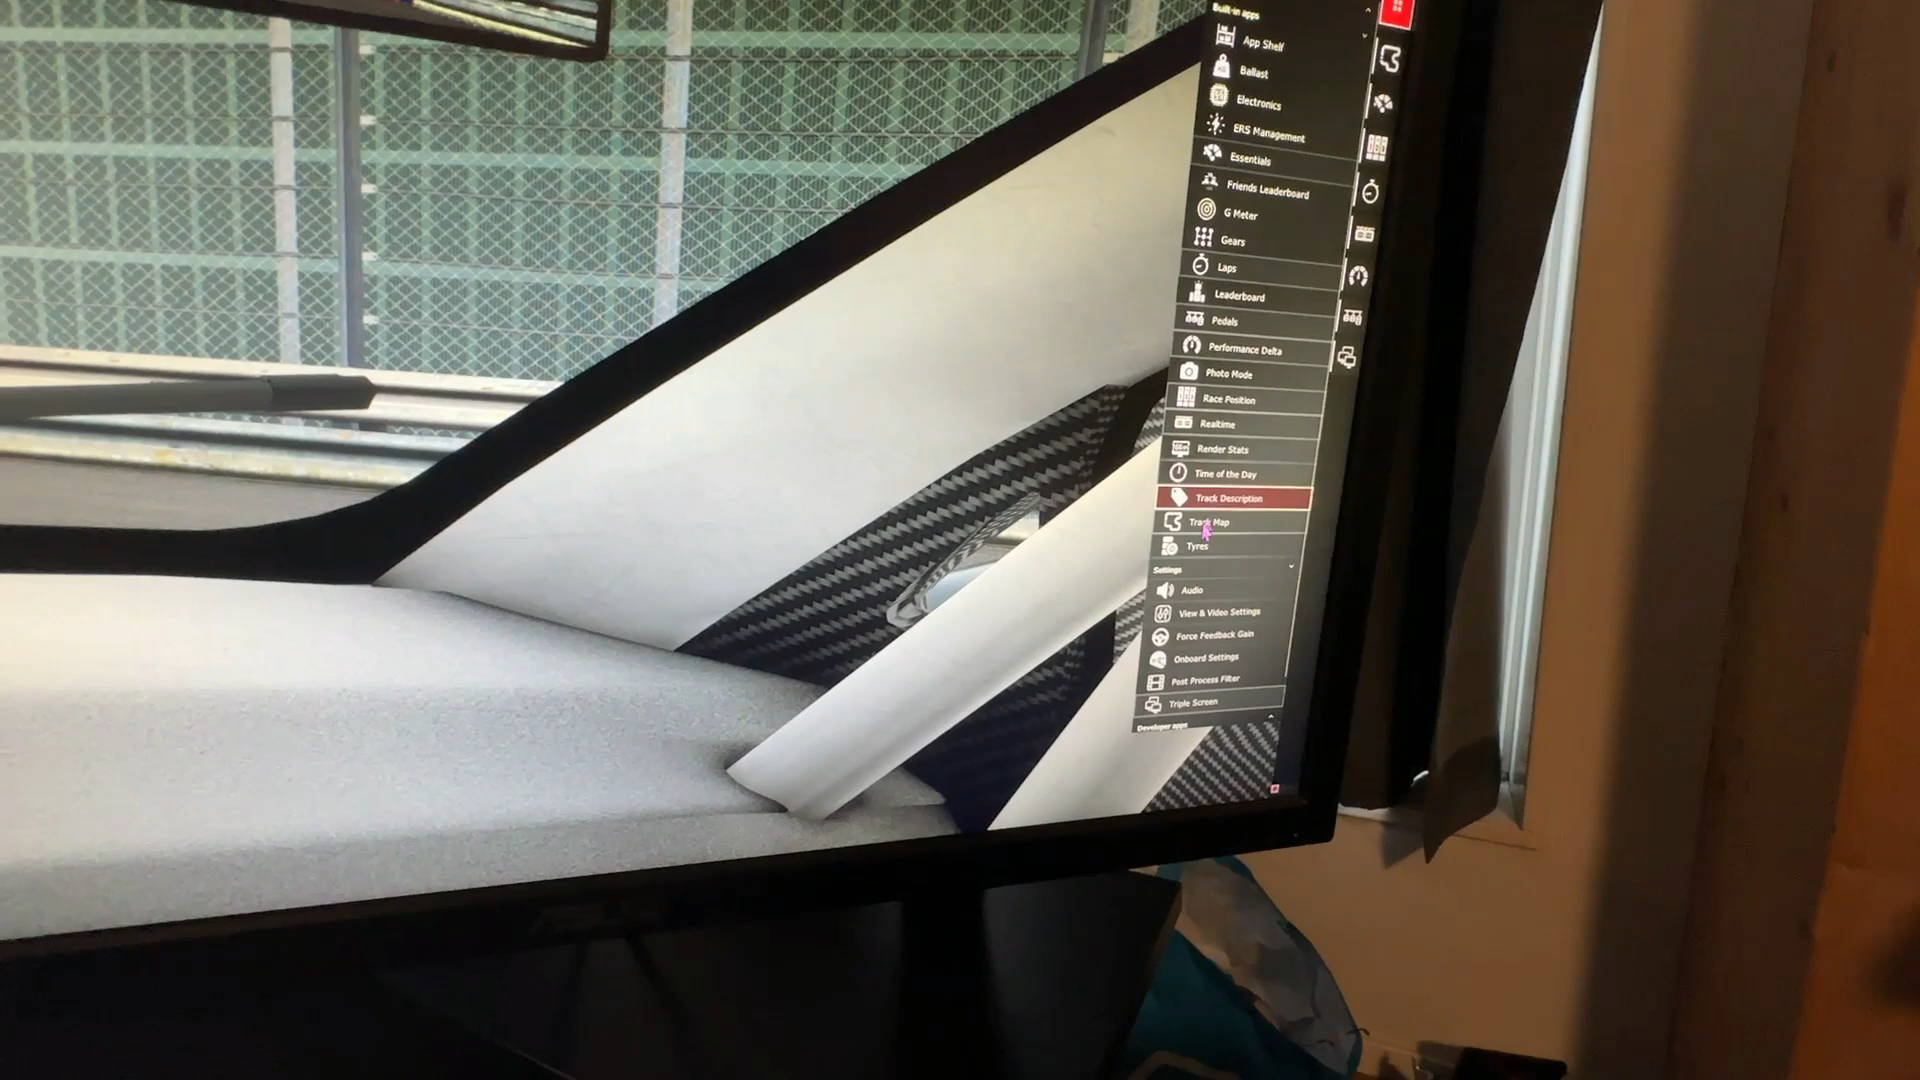 Built-in apps
App Shelf
Ballast
Electronics
ERS Management
Essentials
Friends Leaderboard
G Meter
Gears
Laps
Leaderboard
Pedals
Performance Delta
Photo Mode
Race Position
Realtime
Render Stats
Time of the Day
Track Description
Track Map
Tyres
Settings
Audio
View & Video Settings
Force Feedback Gain
Onboard Settings
Post Process Filter
Triple Screen
Developer apps